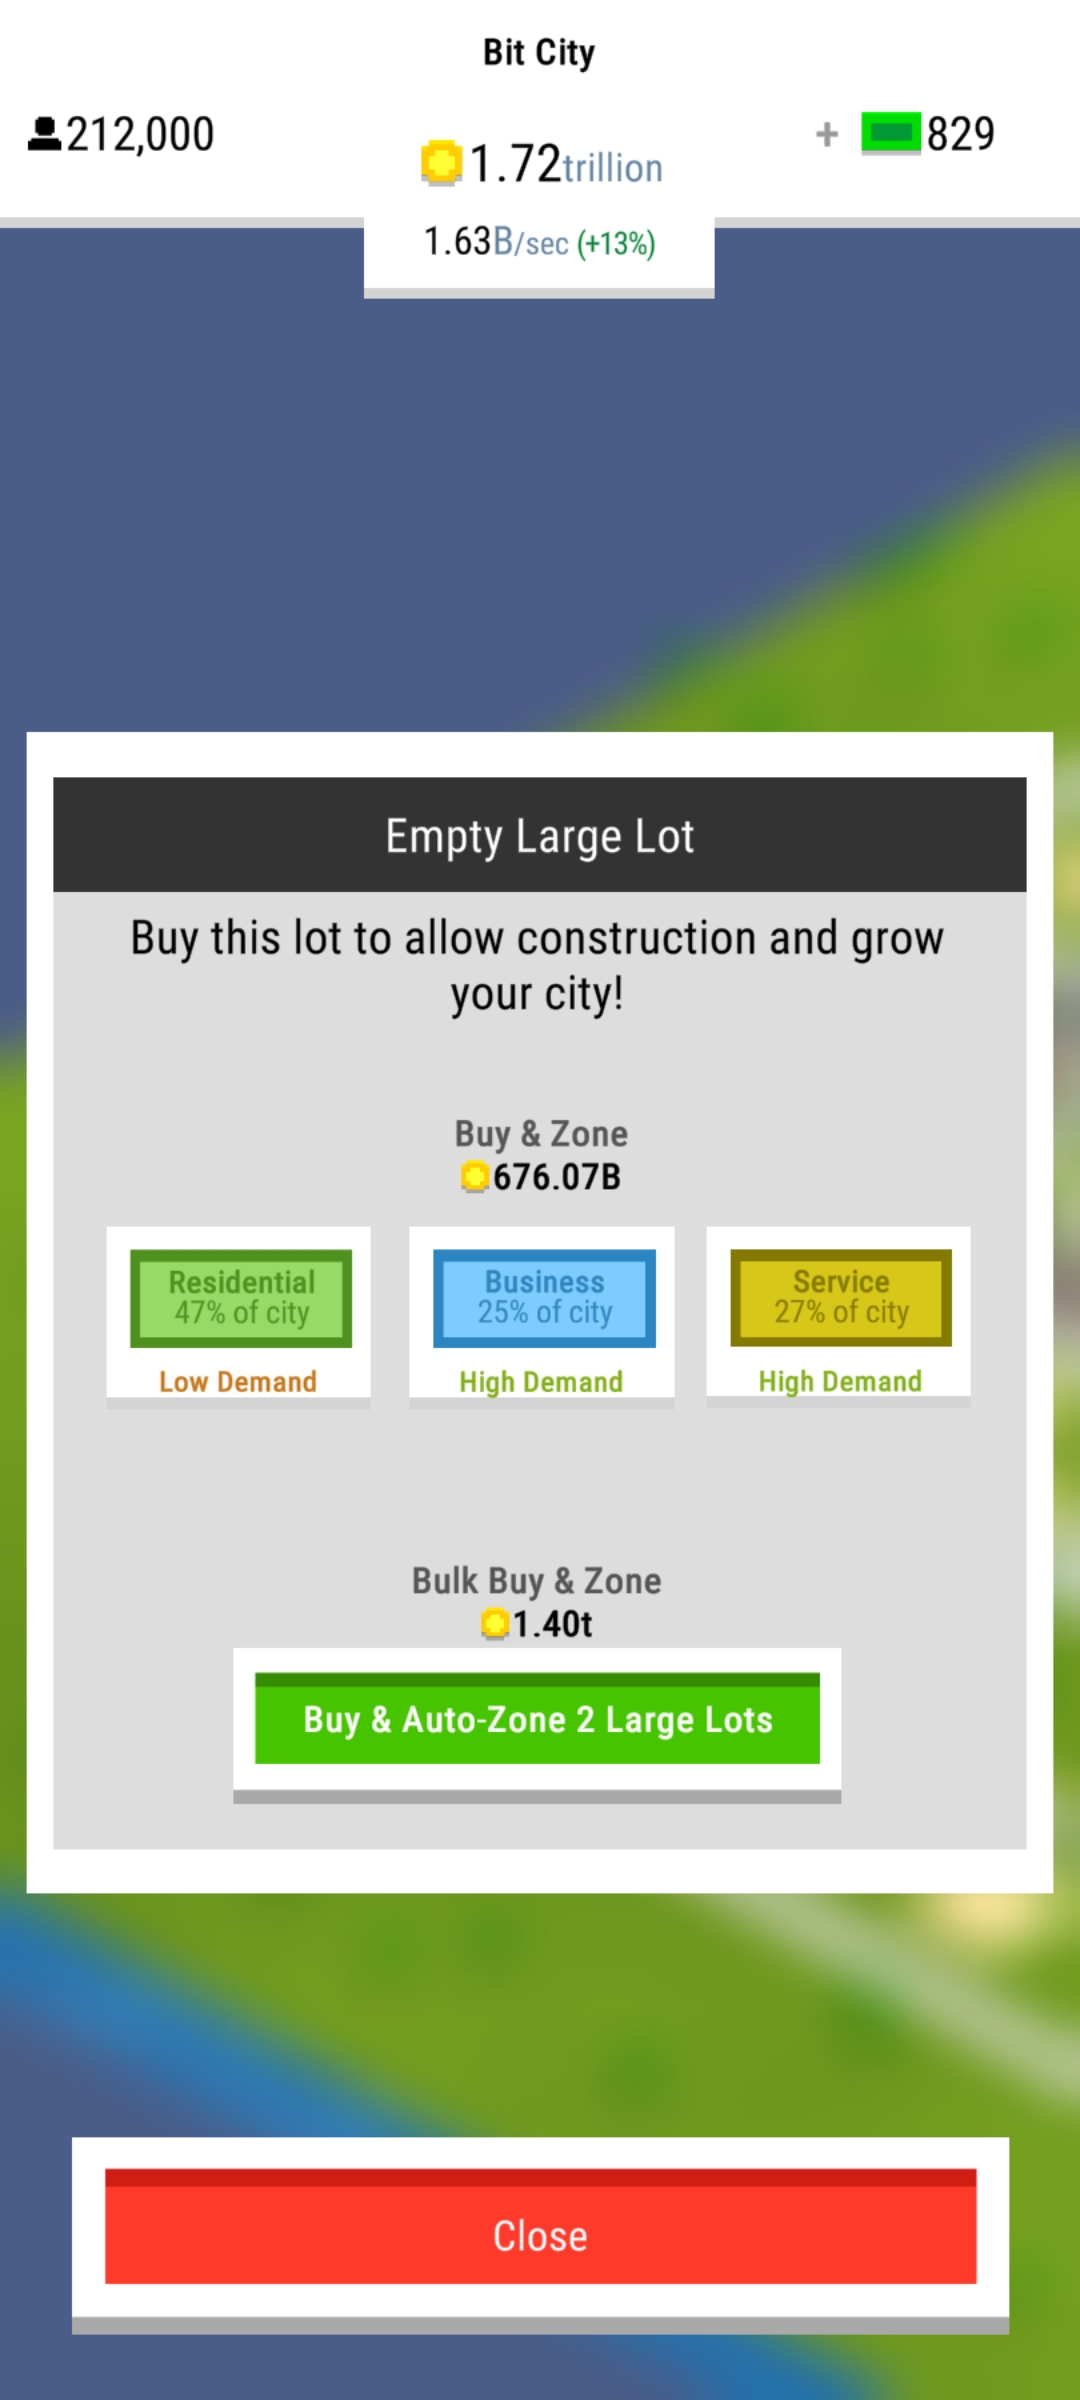 Bit City
212,000
1.72trillion
+ 829
1.63B/sec (+13%)
Empty Large Lot
Buy this lot to allow construction and grow
your city!
Buy & Zone
676.07B
Residential
47% of city
Low Demand
Business
25% of city
High Demand
Service
27% of city
High Demand
Bulk Buy & Zone
1.40t
Buy & Auto-Zone 2 Large Lots
Close